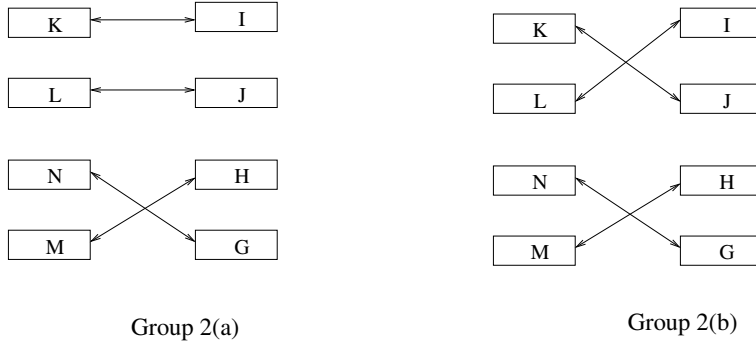 K I
L J
N H
M G
Group 2(a)
K I
L J
N H
M G
Group 2(b)